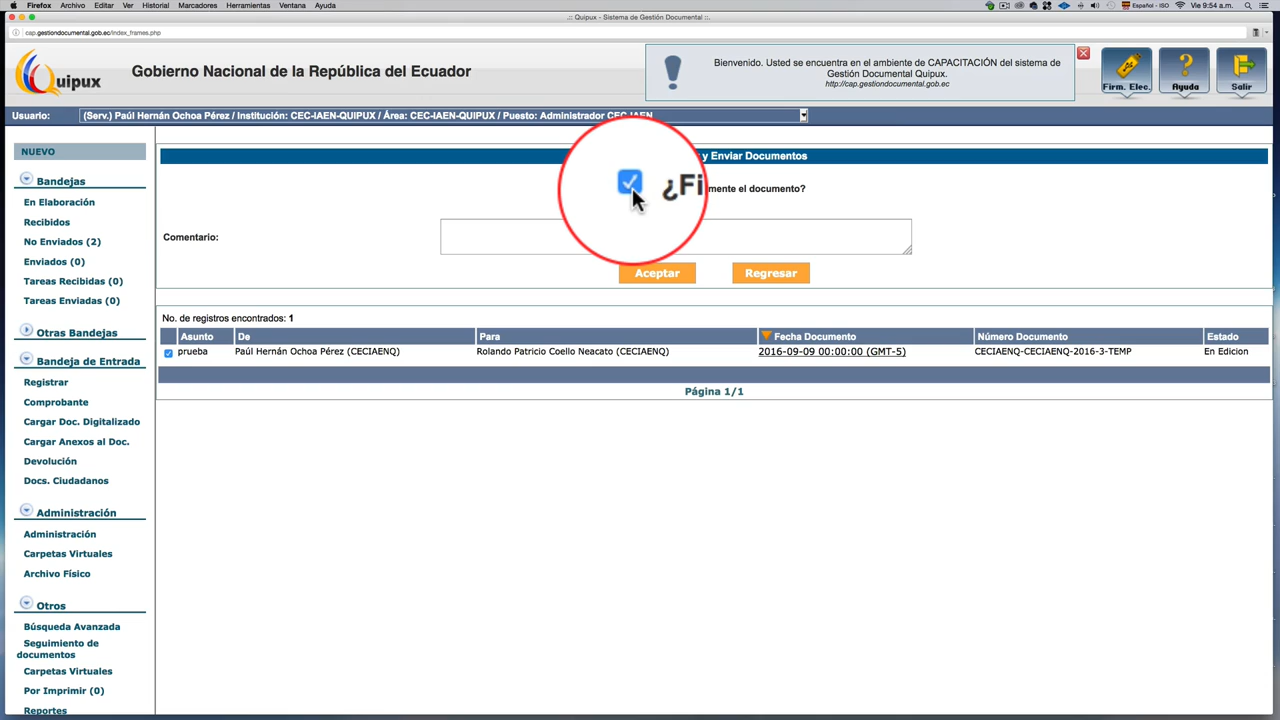 Firefox Archivo Editar Ver Historial Marcadores Herramientas Ventana Ayuda Español - ISO Vie 9:54 a.m.
.:: Quipux - Sistema de Gestión Documental ::.
cap.gestiondocumental.gob.ec/index_frames.php
Quipux
Gobierno Nacional de la República del Ecuador
Bienvenido. Usted se encuentra en el ambiente de CAPACITACIÓN del sistema de
Gestión Documental Quipux.
http://cap.gestiondocumental.gob.ec
Firm. Elec.
Ayuda
Salir
Usuario: (Serv.) Paúl Hernán Ochoa Pérez / Institución: CEC-IAEN-QUIPUX / Área: CEC-IAEN-QUIPUX / Puesto: Administrador CEC-IAEN
NUEVO
Bandejas
En Elaboración
Recibidos
No Enviados (2)
Enviados (0)
Tareas Recibidas (0)
Tareas Enviadas (0)
Otras Bandejas
Bandeja de Entrada
Registrar
Comprobante
Cargar Doc. Digitalizado
Cargar Anexos al Doc.
Devolución
Docs. Ciudadanos
Administración
Administración
Carpetas Virtuales
Archivo Físico
Otros
Búsqueda Avanzada
Seguimiento de
documentos
Carpetas Virtuales
Por Imprimir (0)
Reportes
y Enviar Documentos
¿Fi mente el documento?
Comentario:
Aceptar Regresar
No. de registros encontrados: 1
Asunto De Para Fecha Documento Número Documento Estado
prueba Paúl Hernán Ochoa Pérez (CECIAENQ) Rolando Patricio Coello Neacato (CECIAENQ) 2016-09-09 00:00:00 (GMT-5) CECIAENQ-CECIAENQ-2016-3-TEMP En Edicion
Página 1/1